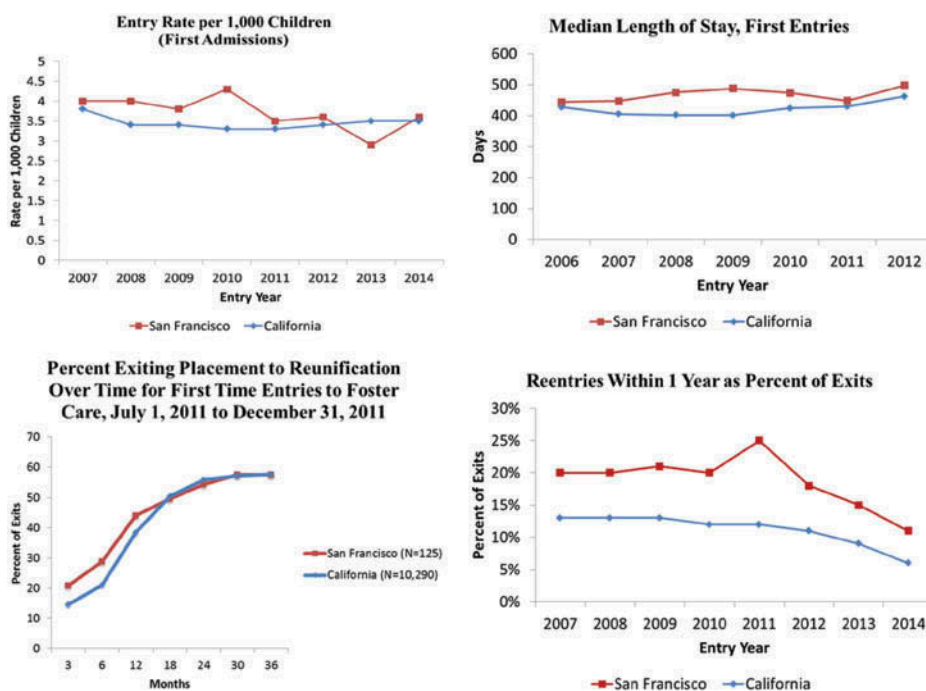 Entry Rate per 1,000 Children
(First Admissions)
5
4.5
4
3.5
3
2.5
2
1.5
1
0.5
0
Rate per 1,000 Children
2007 2008 2009 2010 2011 2012 2013 2014
Entry Year
San Francisco California
Median Length of Stay, First Entries
600
500
400
300
200
100
0
Days
2006 2007 2008 2009 2010 2011 2012
Entry Year
San Francisco California
Percent Exiting Placement to Reunification
Over Time for First Time Entries to Foster
Care, July 1, 2011 to December 31, 2011
70
60
50
40
30
20
10
0
Percent of Exits
3 6 12 18 24 30 36
Months
San Francisco (N=125)
California (N=10,290)
Reentries Within 1 Year as Percent of Exits
30%
25%
20%
15%
10%
5%
0%
Percent of Exits
2007 2008 2009 2010 2011 2012 2013 2014
Entry Year
San Francisco California